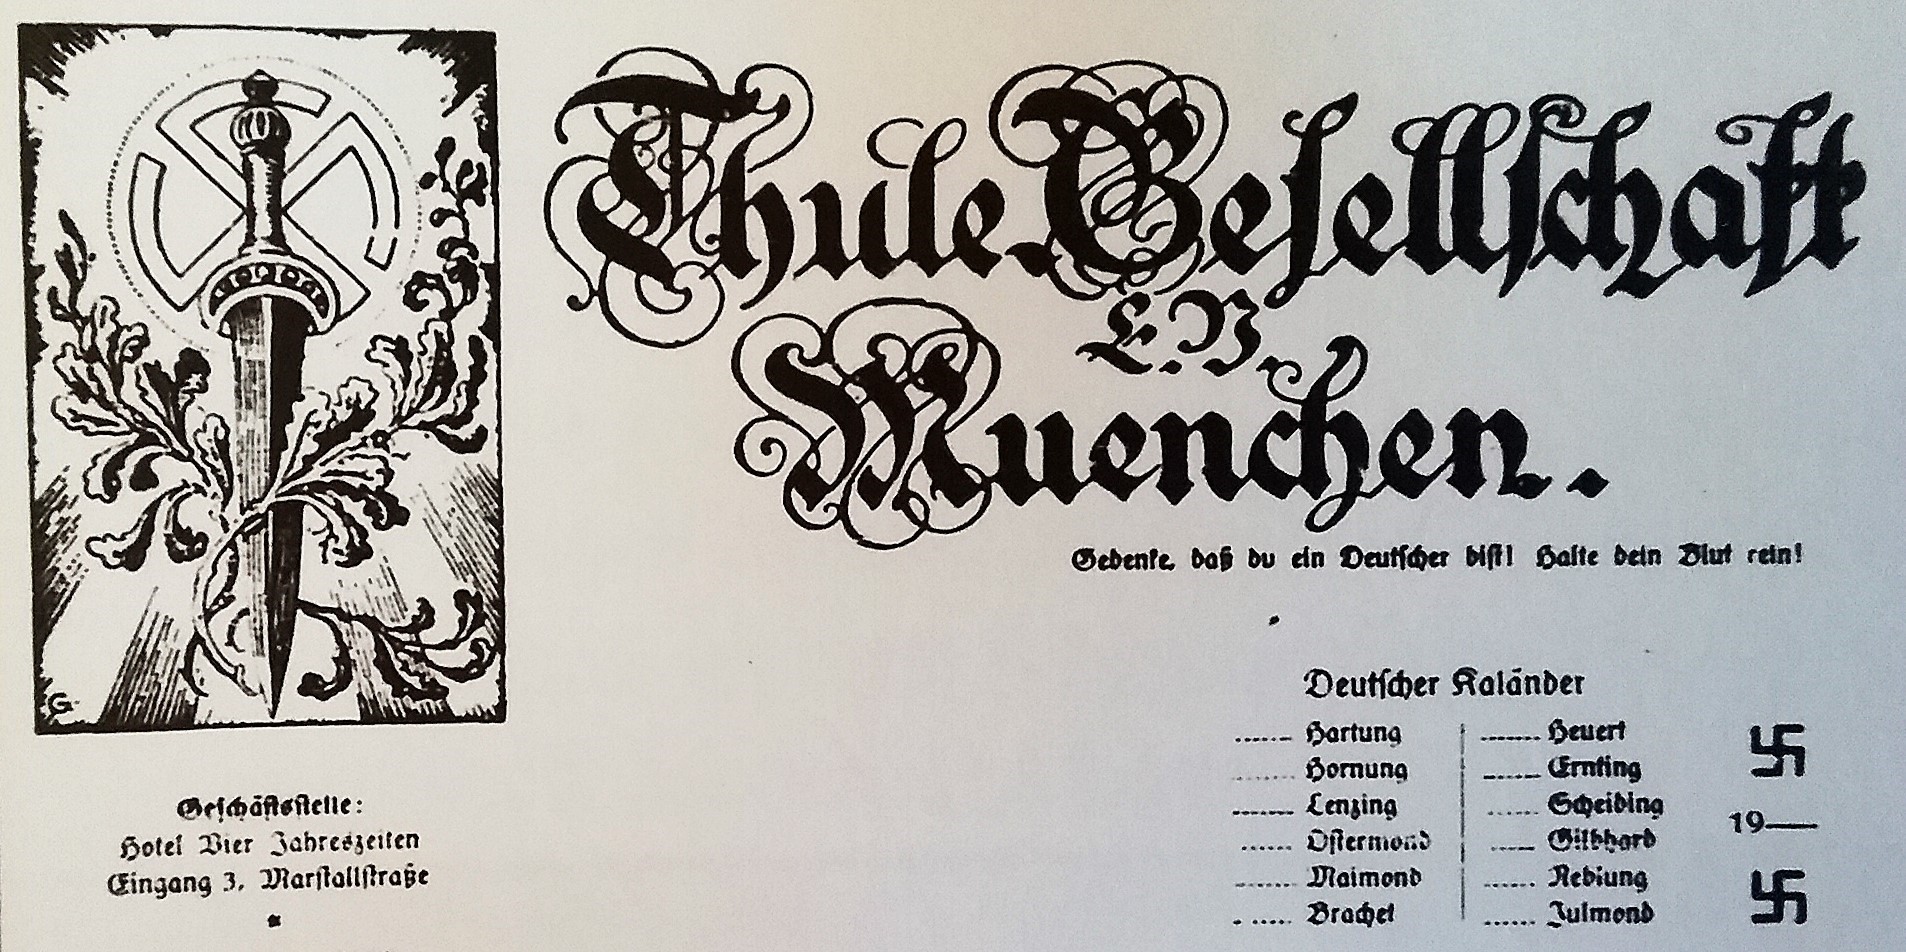 Thule-Gesellschaft
E.V.
Muenchen.
Gedenke, daß du ein Deutscher bist! Halte dein Blut rein!
Deutscher Kaländer
Hartung
Hornung
Lenzing
Ostermond
Maimond
Brachet
Heuert
Ernting
Scheiding
Gilbhard
Neblung
Julmond
19
G
Geschäftsstelle:
Hotel Vier Jahreszeiten
Eingang 3, Marstallstraße